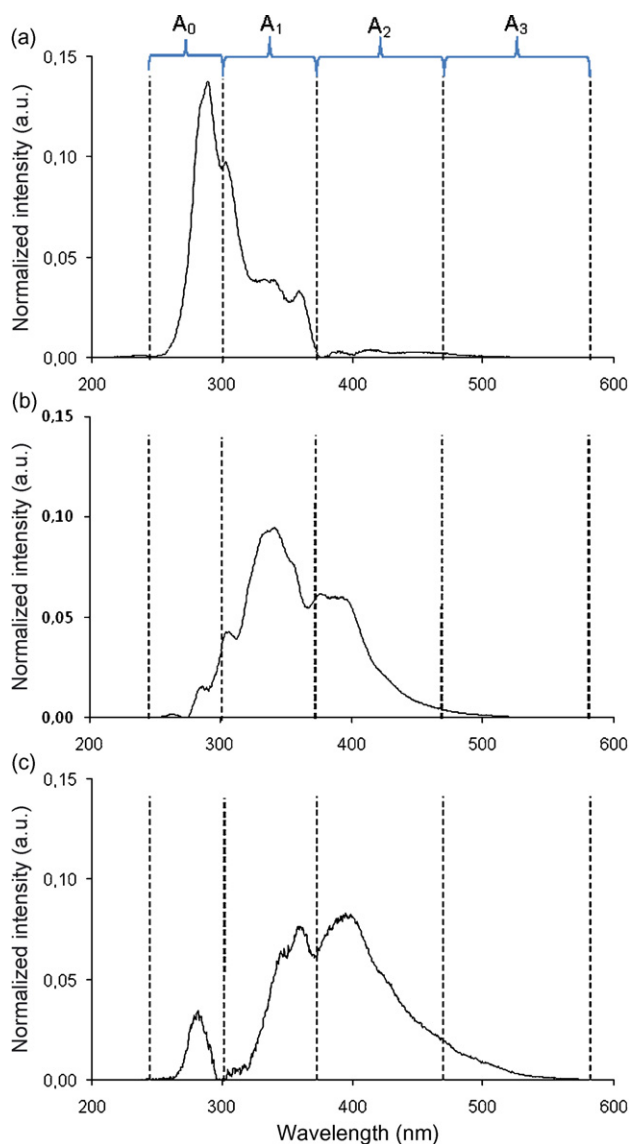 (a)
A₀ A₁ A₂ A₃
Normalized intensity (a.u.)
0,15
0,10
0,05
0,00
200 300 400 500 600
(b)
Normalized intensity (a.u.)
0.15
0.10
0.05
0.00
200 300 400 500 600
(c)
Normalized intensity (a.u.)
0,15
0,10
0,05
0,00
200 300 400 500 600
Wavelength (nm)